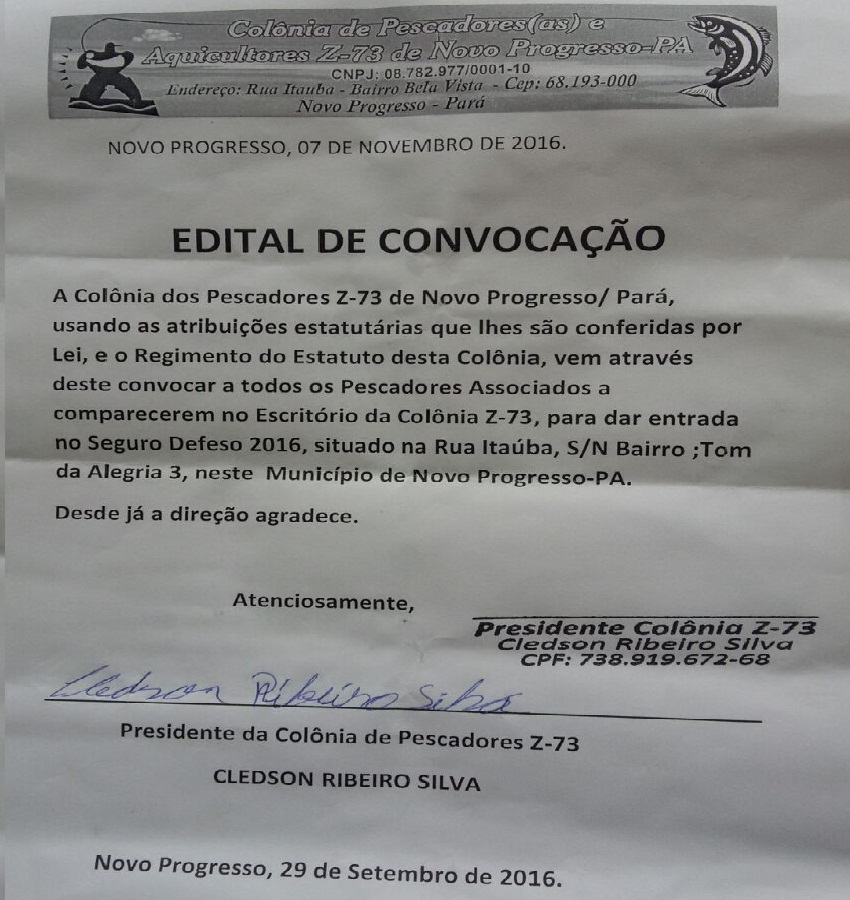 Colônia de Pescadores(as) e
Aquicultores Z-73 de Novo Progresso-PA
CNPJ: 08.782.977/0001-10
Endereço: Rua Itauba - Bairro Bela Vista - Cep: 68.193-000
Novo Progresso - Pará
NOVO PROGRESSO, 07 DE NOVEMBRO DE 2016.
EDITAL DE CONVOCAÇÃO
A Colônia dos Pescadores Z-73 de Novo Progresso/ Pará,
usando as atribuições estatutárias que lhes são conferidas por
Lei, e o Regimento do Estatuto desta Colônia, vem através
deste convocar a todos os Pescadores Associados a
comparecerem no Escritório da Colônia Z-73, para dar entrada
no Seguro Defeso 2016, situado na Rua Itaúba, S/N Bairro ;Tom
da Alegria 3, neste Município de Novo Progresso-PA.
Desde já a direção agradece.
Atenciosamente,
Presidente Colônia Z-73
Cledson Ribeiro Silva
CPF: 738.919.672-68
Cledson Ribeiro Silva
Presidente da Colônia de Pescadores Z-73
CLEDSON RIBEIRO SILVA
Novo Progresso, 29 de Setembro de 2016.